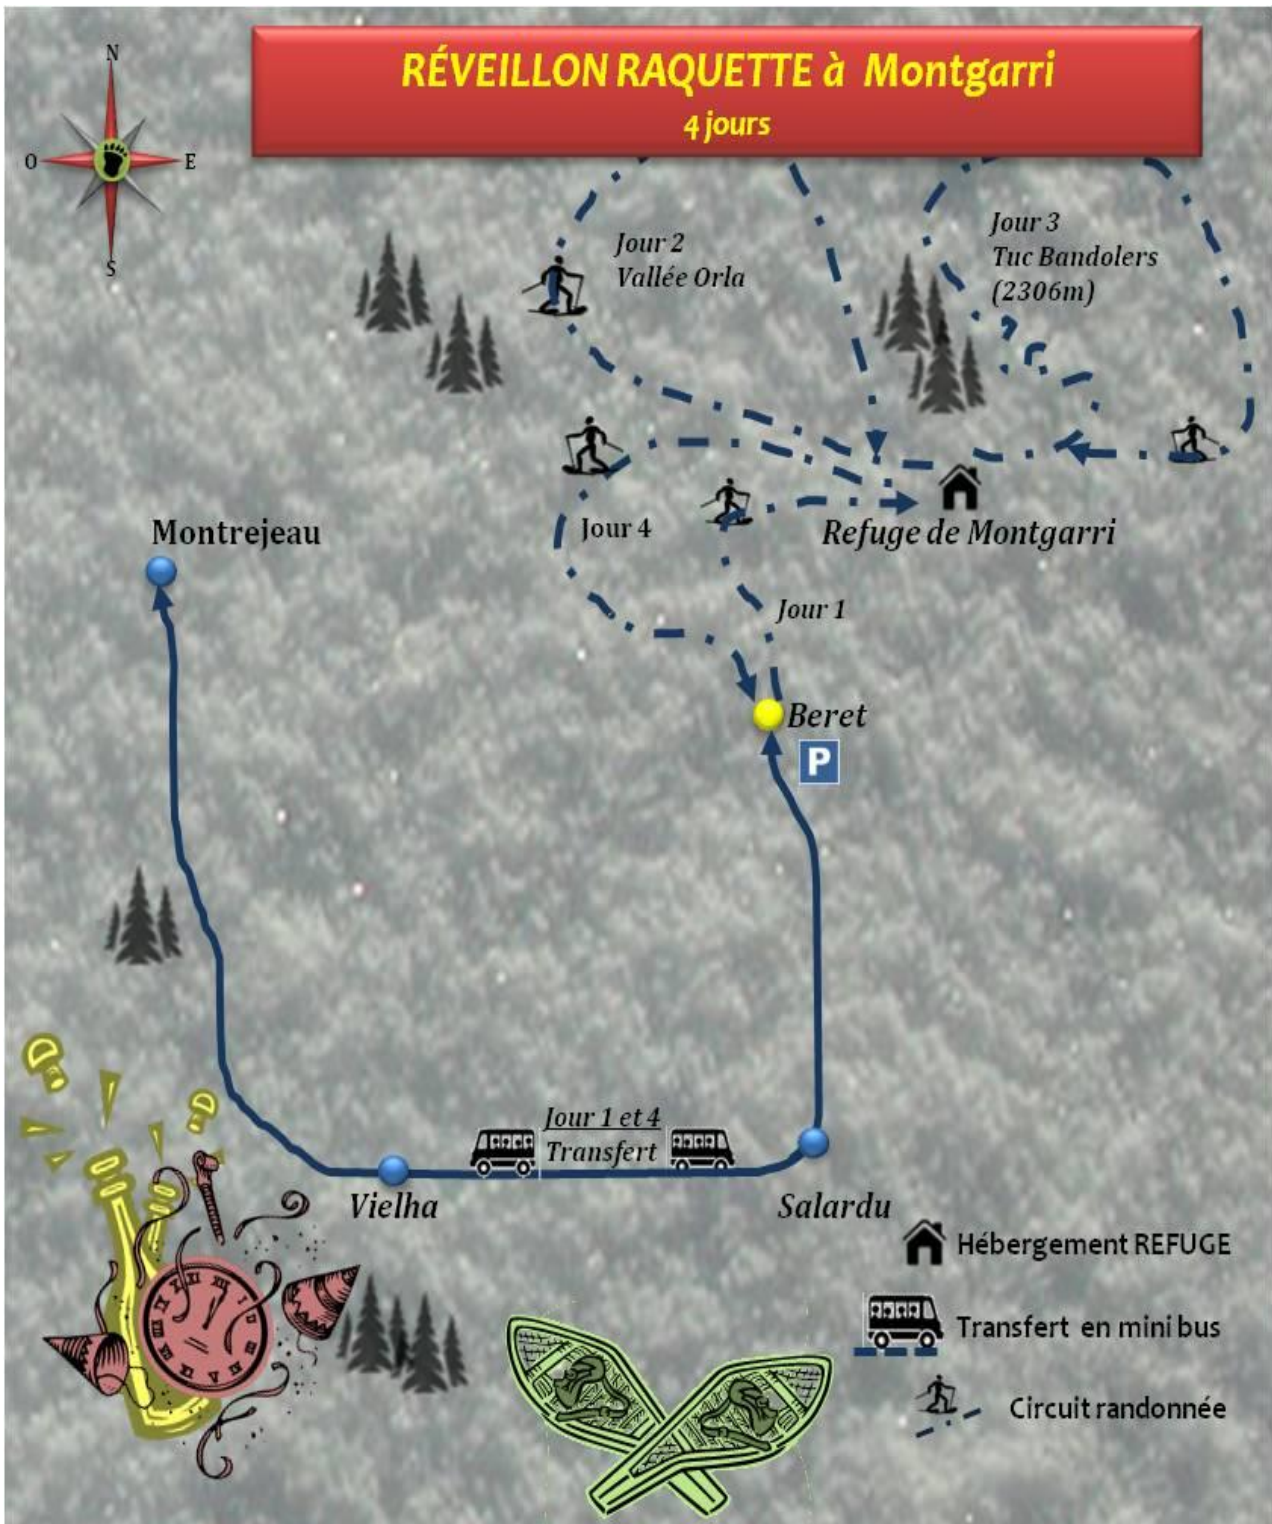 RÉVEILLON RAQUETTE à Montgarri
4 jours
N
O
E
S
Jour 2
Vallée Orla
Jour 3
Tuc Bandolers
(2306m)
Montrejeau
Jour 4
Refuge de Montgarri
Jour 1
Beret
P
Jour 1 et 4
Transfert
Vielha
Salardu
Hébergement REFUGE
Transfert en mini bus
Circuit randonnée